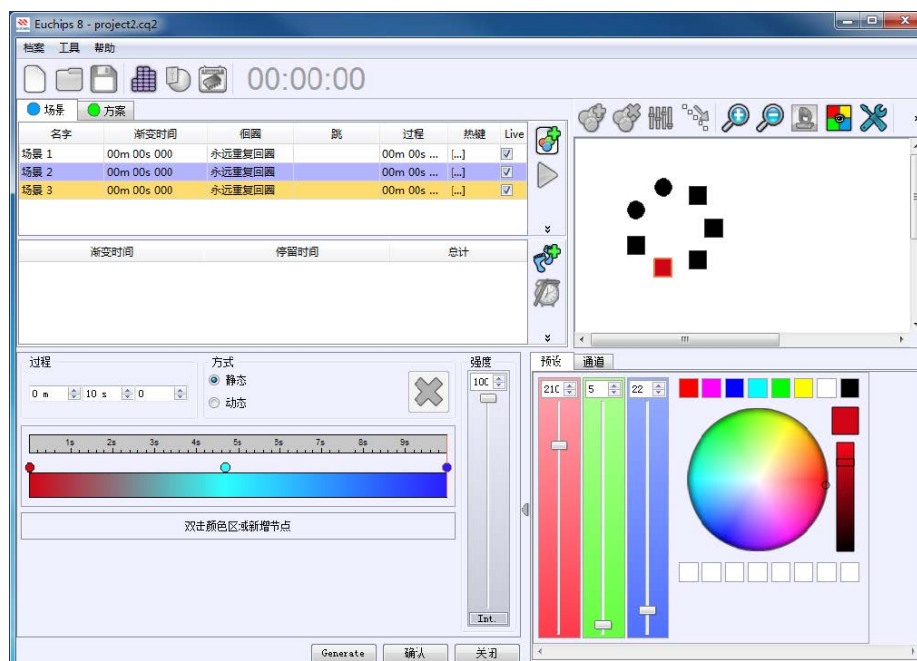 Euchips 8 - project2.cq2
档案 工具 帮助
00:00:00
场景 方案
名字 渐变时间 佪圈 跳 过程 热键 Live
场景 1 00m 00s 000 永远重复回圈 00m 00s ... [...]
场景 2 00m 00s 000 永远重复回圈 00m 00s ... [...]
场景 3 00m 00s 000 永远重复回圈 00m 00s ... [...]
渐变时间 停留时间 总计
过程 方式 强度
静态
0 m 10 s 0
动态
1s 2s 3s 4s 5s 6s 7s 8s 9s
双击颜色区域新增节点
Int.
Generate 确认 关闭
预设 通道
210 5 22